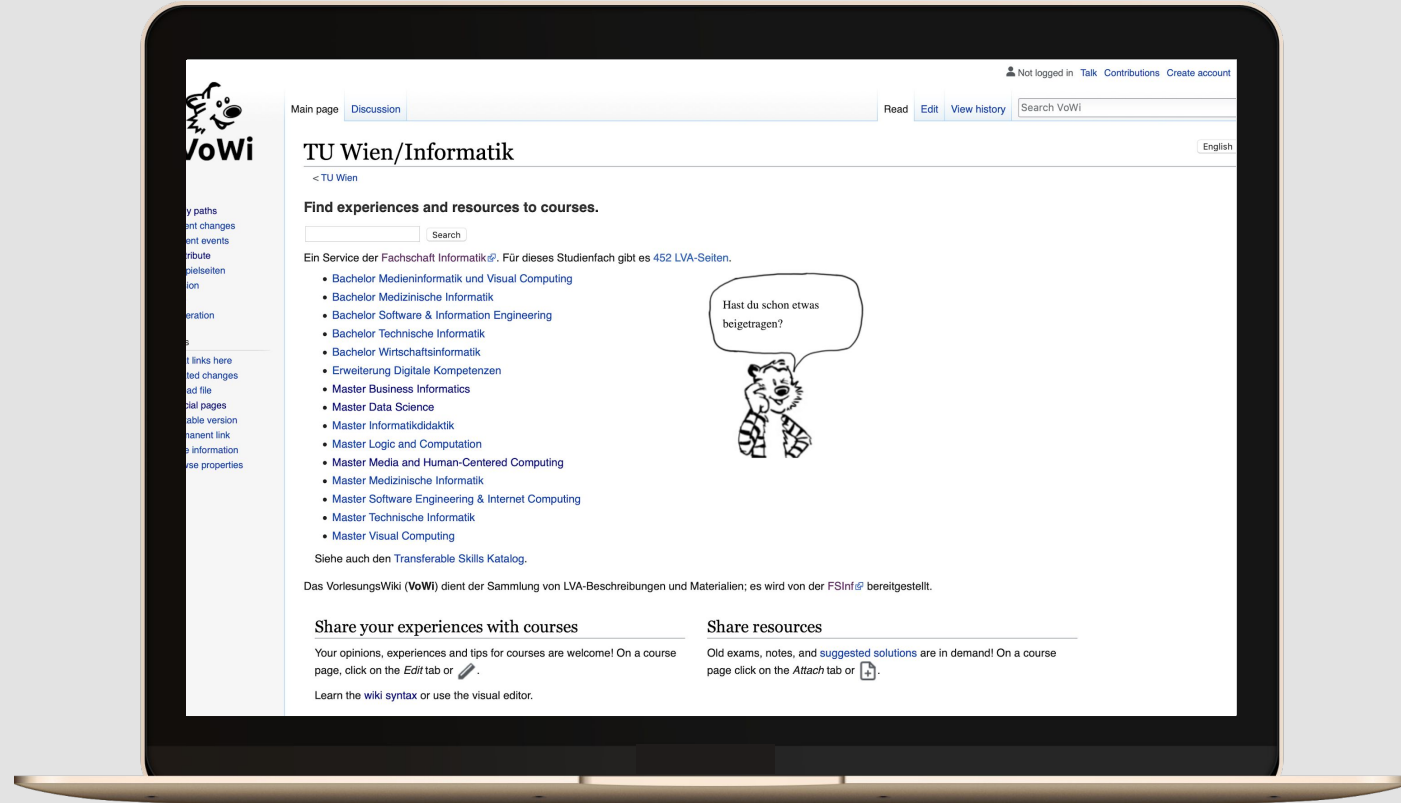 Not logged in Talk Contributions Create account
Main page Discussion
Read Edit View history Search VoWi
VoWi
TU Wien/Informatik
English
< TU Wien
Find experiences and resources to courses.
Search
Ein Service der Fachschaft Informatik. Für dieses Studienfach gibt es 452 LVA-Seiten.
• Bachelor Medieninformatik und Visual Computing
• Bachelor Medizinische Informatik
• Bachelor Software & Information Engineering
• Bachelor Technische Informatik
• Bachelor Wirtschaftsinformatik
• Erweiterung Digitale Kompetenzen
• Master Business Informatics
• Master Data Science
• Master Informatikdidaktik
• Master Logic and Computation
• Master Media and Human-Centered Computing
• Master Medizinische Informatik
• Master Software Engineering & Internet Computing
• Master Technische Informatik
• Master Visual Computing
Hast du schon etwas
beigetragen?
Siehe auch den Transferable Skills Katalog.
Das VorlesungsWiki (VoWi) dient der Sammlung von LVA-Beschreibungen und Materialien; es wird von der FSInf bereitgestellt.
Share your experiences with courses
Your opinions, experiences and tips for courses are welcome! On a course
page, click on the Edit tab or .
Learn the wiki syntax or use the visual editor.
Share resources
Old exams, notes, and suggested solutions are in demand! On a course
page click on the Attach tab or .
y paths
ent changes
ent events
tribute
pielseiten
ion
eration
s
t links here
ted changes
ad file
cial pages
table version
manent link
e information
wse properties